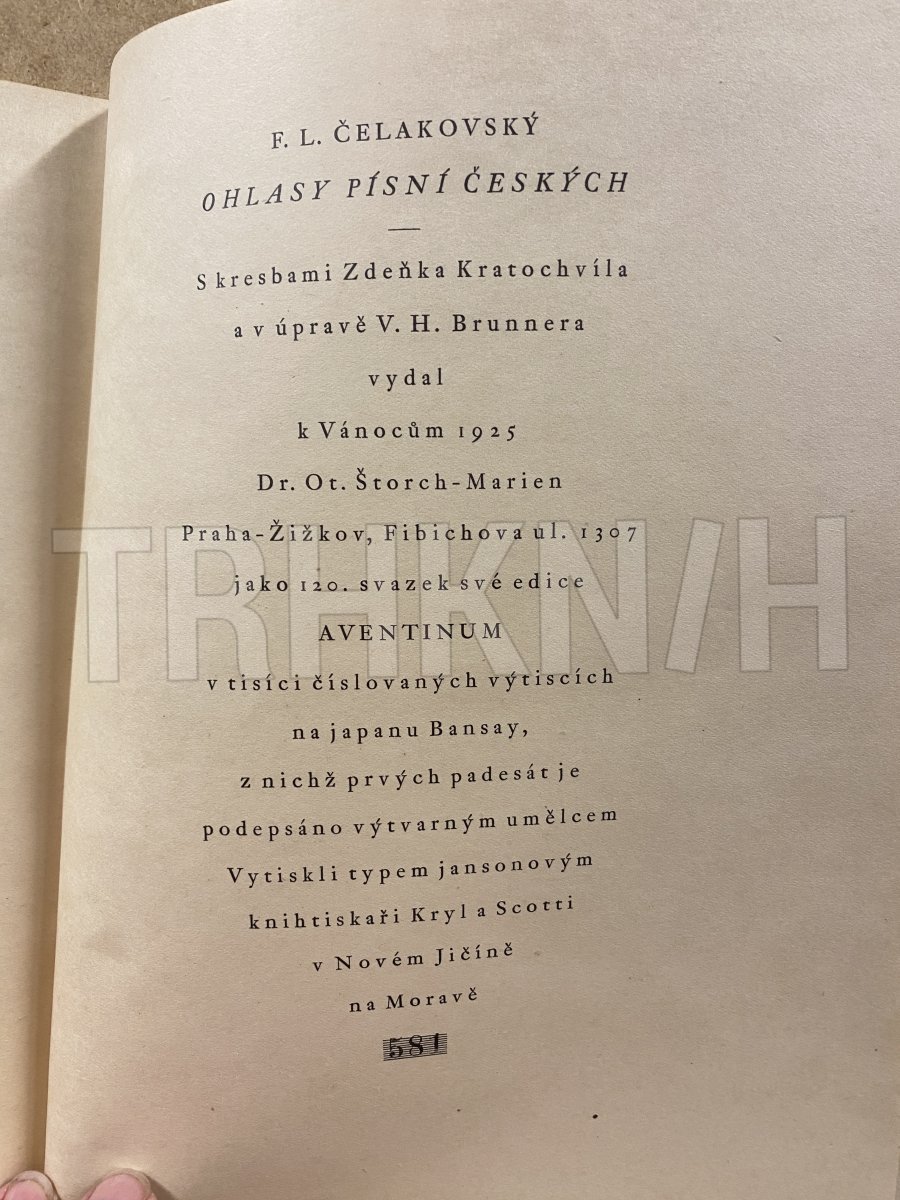 F. L. ČELAKOVSKÝ
OHLASY PÍSNÍ ČESKÝCH
S kresbami Zdeňka Kratochvíla
a v úpravě V. H. Brunnera
vydal
k Vánocům 1925
Dr. Ot. Štorch-Marien
Praha-Žižkov, Fibichova ul. 1307
jako 120. svazek své edice
AVENTINUM
v tisíci číslovaných výtiscích
na japanu Bansay,
z nichž prvých padesát je
podepsáno výtvarným umělcem
Vytiskli typem jansonovým
knihtiskaři Kryl a Scotti
v Novém Jičíně
na Moravě
581
TRHKN/H